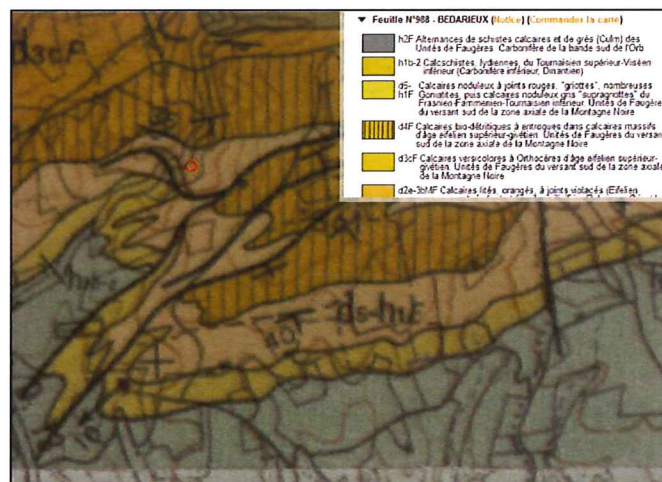 ▼ Feuille N°988 - BEDARIEUX (Notice) (Commander la carte)
h2F Alternances de schistes calcaires et de grès (Culm) des
Unités de Faugères. Carbonifère de la bande sud de l'Orb
h1b-2 Calcschistes, lydiennes, du Tournaisien supérieur-Viséen
inférieur (Carbonifère inférieur, Dinantien)
d5- Calcaires noduleux à joints rouges, "griottes", nombreuses
h1F Goniatites, puis calcaires noduleux gris "supragnottes" du
Frasnien-Fammenien-Tournaisien inférieur. Unités de Faugères
du versant sud de la zone axiale de la Montagne Noire
d4F Calcaires bio-détritiques à entroques dans calcaires massifs
d'âge eifelien supérieur-givétien. Unités de Faugères du versant
sud de la zone axiale de la Montagne Noire
d3cF Calcaires versicolores à Orthocères d'âge eifelien supérieur-
givétien. Unités de Faugères du versant sud de la zone axiale
de la Montagne Noire
d2e-3bMF Calcaires lités, orangés, à joints violacés (Eifelien
d3cF
d5-h1F